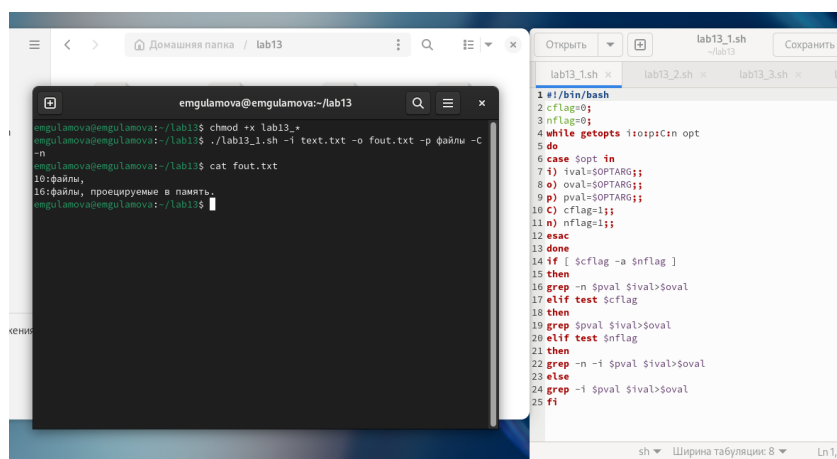 Домашняя папка / lab13
emgulamova@emgulamova:~/lab13
emgulamova@emgulamova:~/lab13$ chmod +x lab13_*
emgulamova@emgulamova:~/lab13$ ./lab13_1.sh -i text.txt -o fout.txt -p файлы -C
-n
emgulamova@emgulamova:~/lab13$ cat fout.txt
10:файлы,
16:файлы, проецируемые в память.
emgulamova@emgulamova:~/lab13$
жения
Открыть
lab13_1.sh
~/lab13
Сохранить
lab13_1.sh × lab13_2.sh × lab13_3.sh ×
1 #!/bin/bash
2 cflag=0;
3 nflag=0;
4 while getopts i:o:p:C:n opt
5 do
6 case $opt in
7 i) ival=$OPTARG;;
8 o) oval=$OPTARG;;
9 p) pval=$OPTARG;;
10 C) cflag=1;;
11 n) nflag=1;;
12 esac
13 done
14 if [ $cflag -a $nflag ]
15 then
16 grep -n $pval $ival>$oval
17 elif test $cflag
18 then
19 grep $pval $ival>$oval
20 elif test $nflag
21 then
22 grep -n -i $pval $ival>$oval
23 else
24 grep -i $pval $ival>$oval
25 fi
sh Ширина табуляции: 8 Ln 1